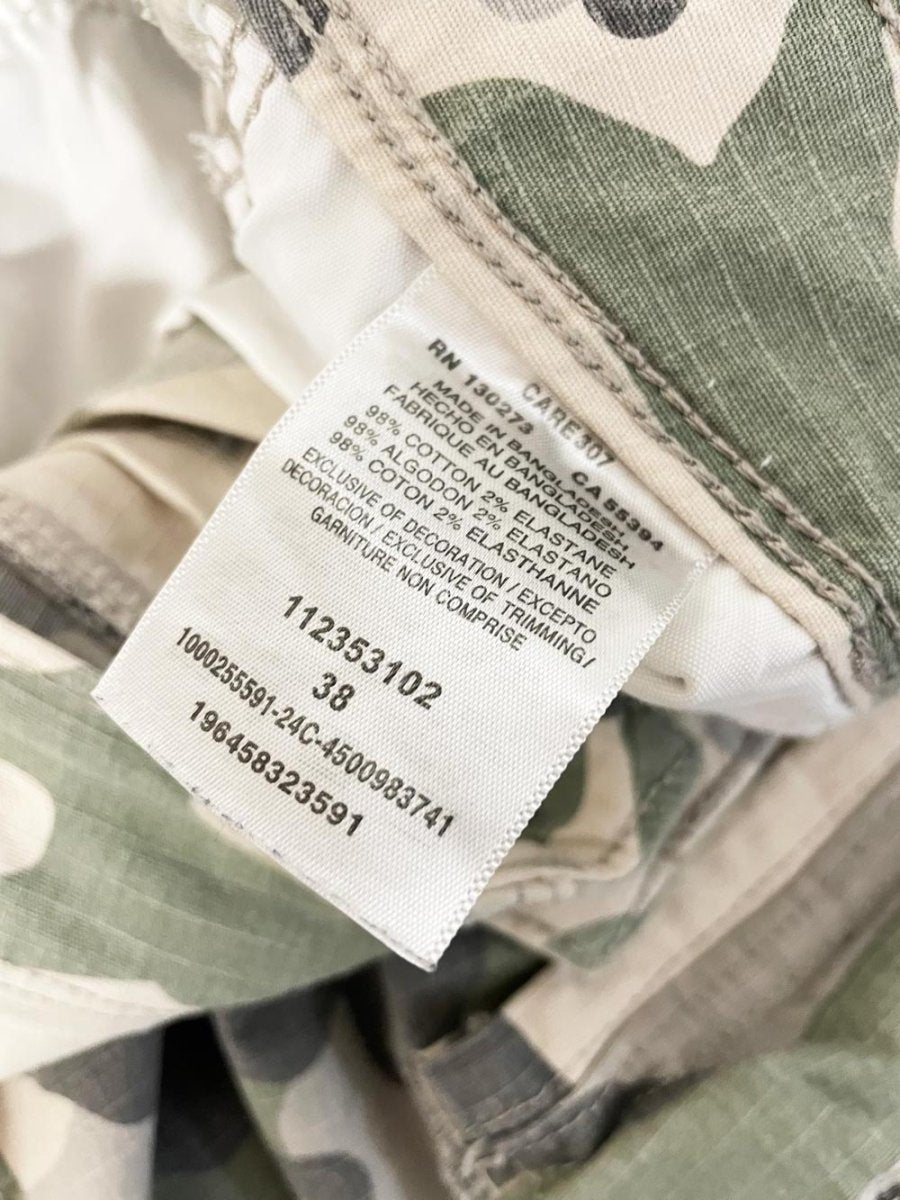 CARE307
RN 130273 CA 55394
MADE IN BANGLADESH,
HECHO EN BANGLADESH,
FABRIQUE AU BANGLADESH
98% COTTON 2% ELASTANE
98% ALGODON 2% ELASTANO
98% COTON 2% ELASTHANNE
EXCLUSIVE OF DECORATION / EXCEPTO
DECORACION / EXCLUSIVE OF TRIMMING /
GARNITURE NON COMPRISE
112353102
38
1000255591-24C-4500983741
196458323591